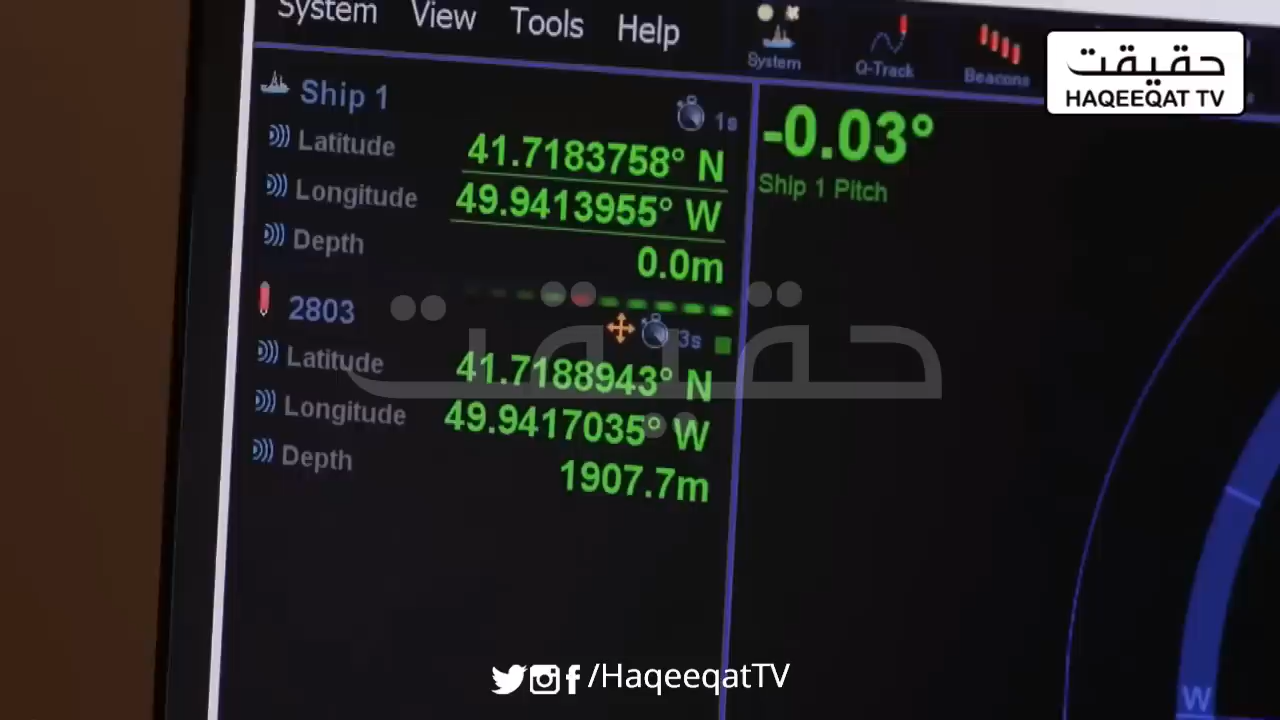 System View Tools Help
System
Q-Track
Beacons
حقيقت
HAQEEQAT TV
Ship 1
1s
Latitude 41.7183758° N
Longitude 49.9413955° W
Depth 0.0m
-0.03°
Ship 1 Pitch
2803
3s
Latitude 41.7188943° N
Longitude 49.9417035° W
Depth 1907.7m
حقيقت
W
/HaqeeqatTV